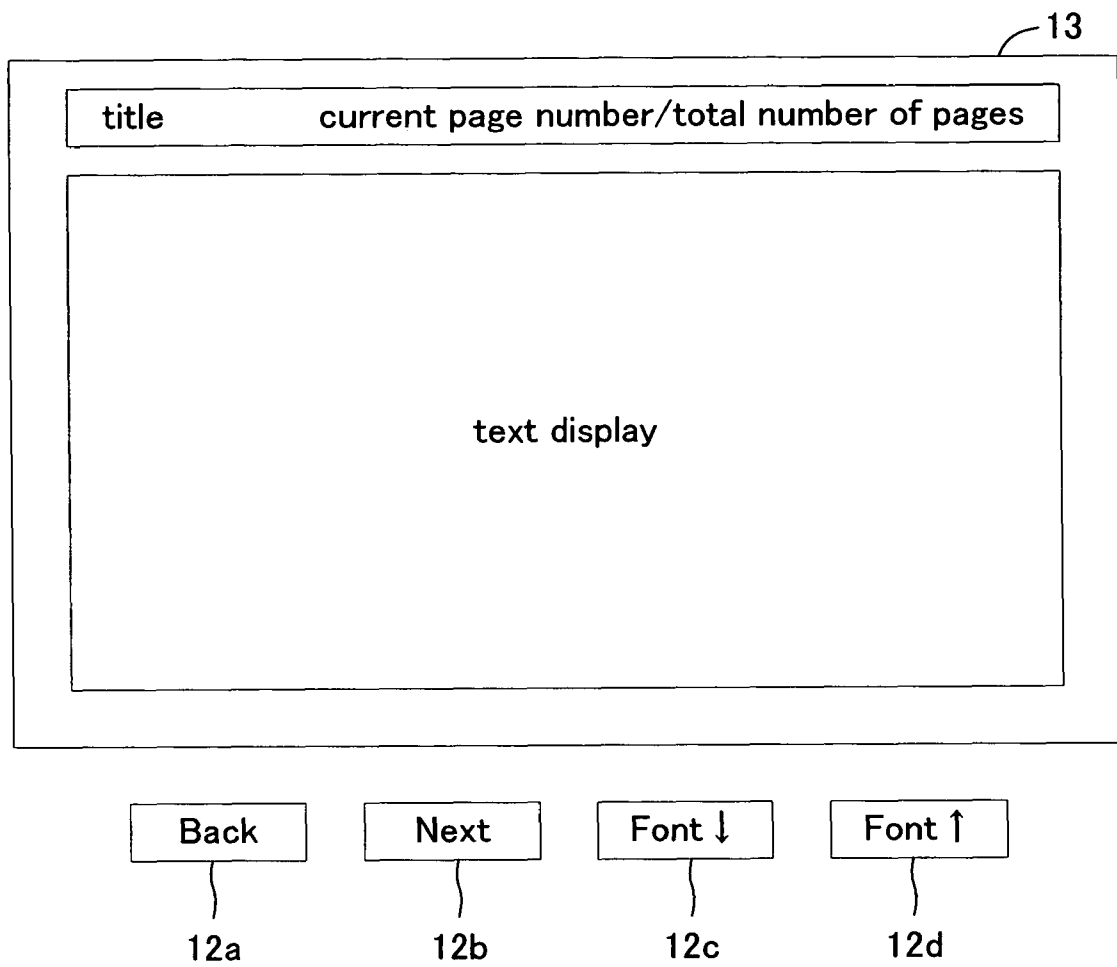 13
title current page number/total number of pages
text display
Back Next Font↓ Font↑
12a 12b 12c 12d